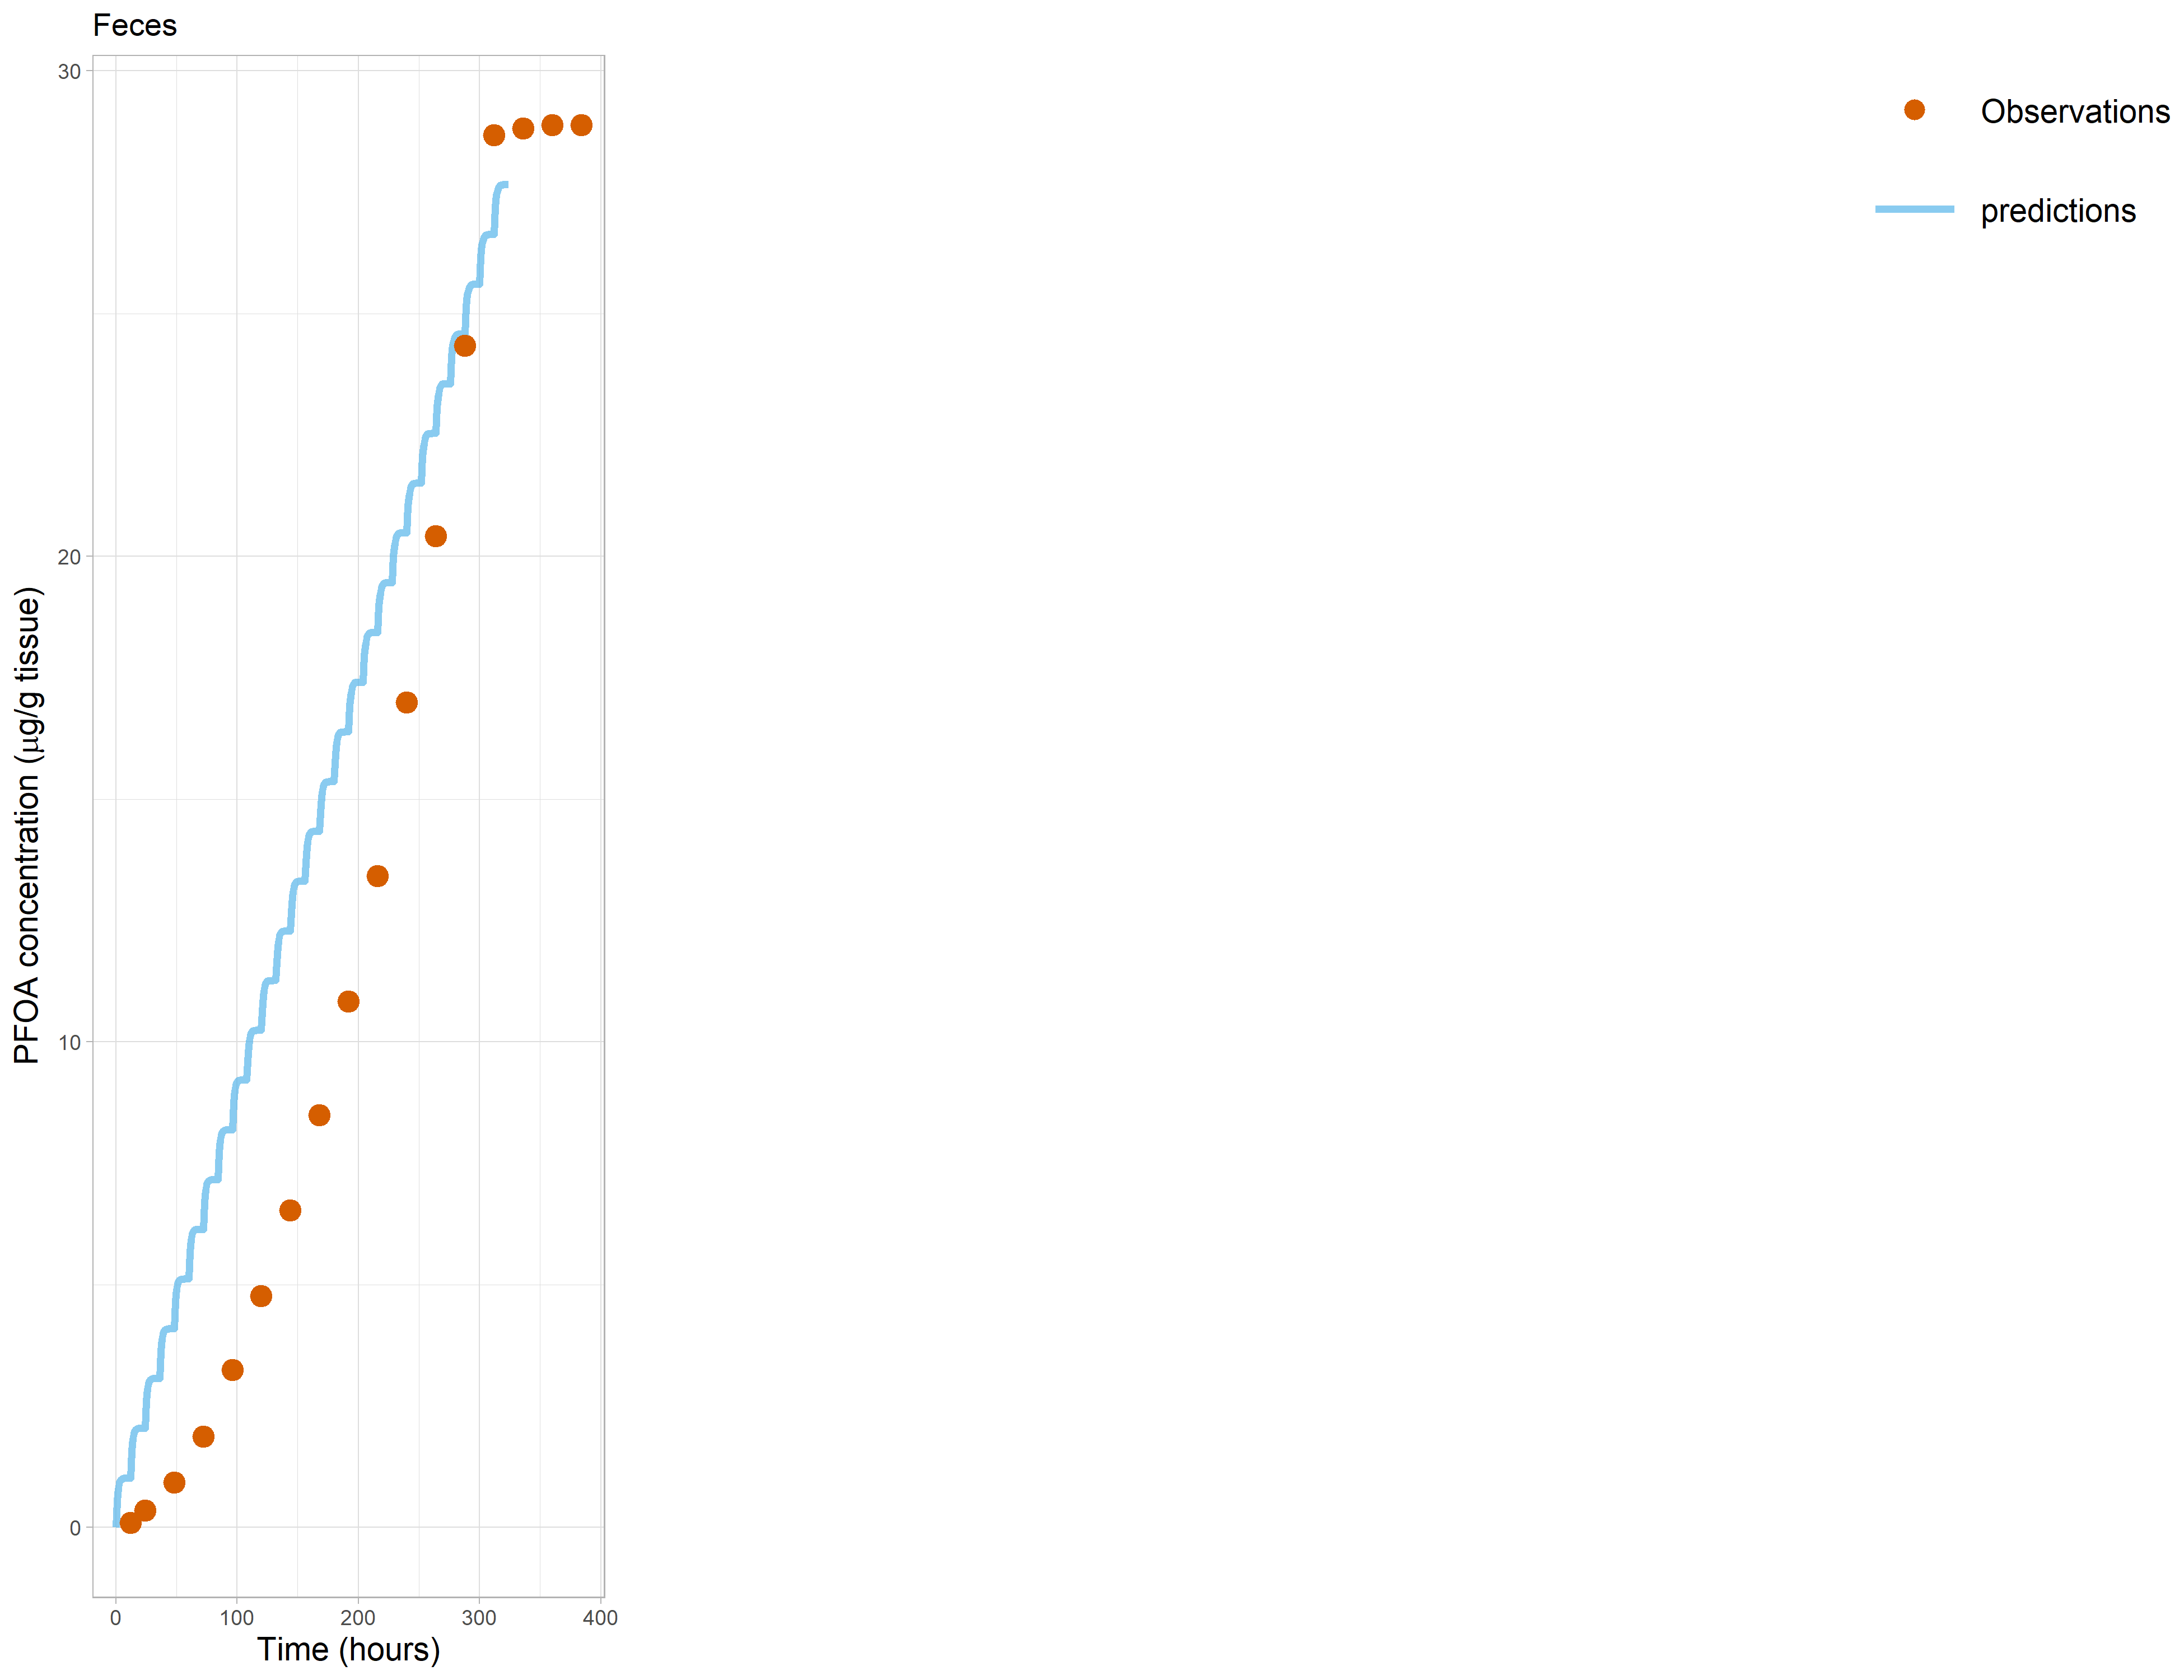 Feces
PFOA concentration (μg/g tissue)
30
20
10
0
0 100 200 300 400
Time (hours)
Observations
predictions